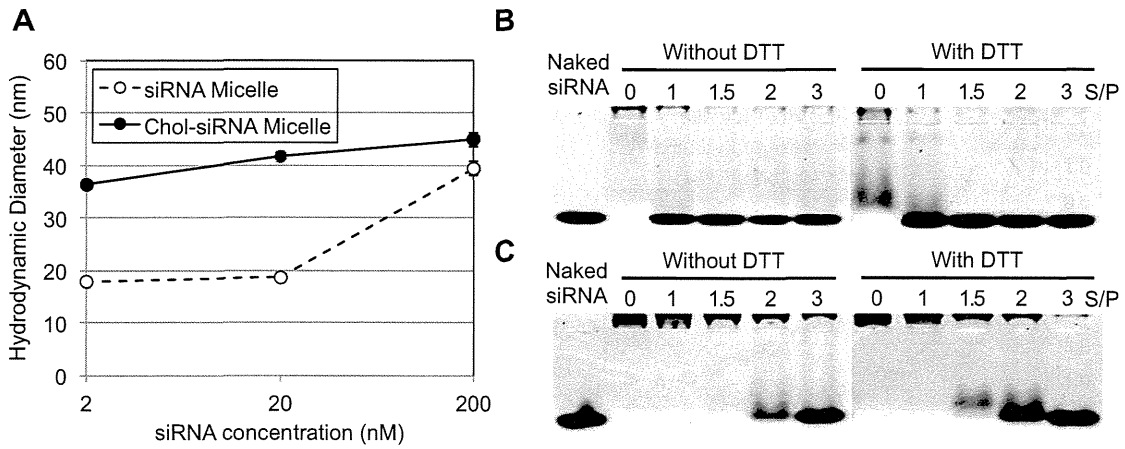 A
60
50
40
30
20
10
0
Hydrodynamic Diameter (nm)
siRNA Micelle
Chol-siRNA Micelle
2
20
200
siRNA concentration (nM)
B
Without DTT
With DTT
Naked
siRNA
0 1 1.5 2 3
0 1 1.5 2 3 S/P
C
Without DTT
With DTT
Naked
siRNA
0 1 1.5 2 3
0 1 1.5 2 3 S/P